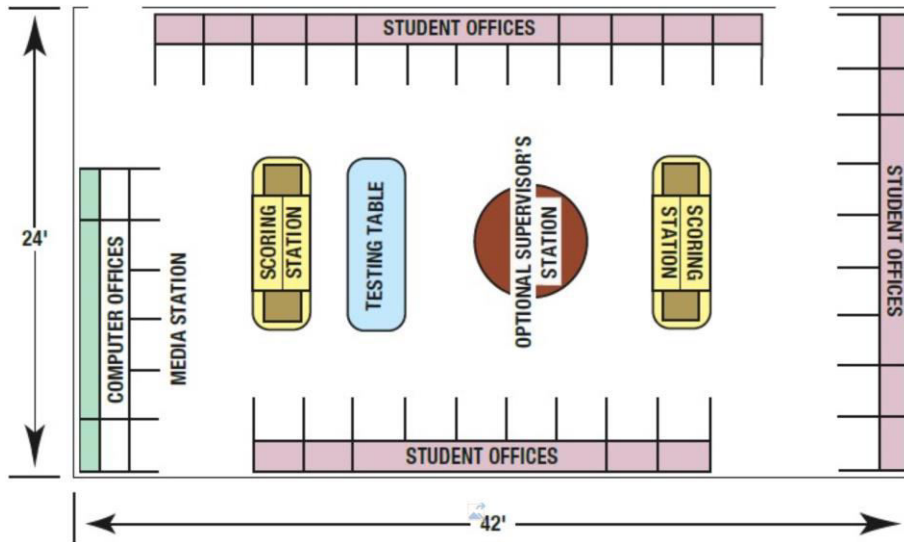 STUDENT OFFICES
24'
COMPUTER OFFICES
MEDIA STATION
SCORING
STATION
TESTING TABLE
OPTIONAL SUPERVISOR'S
STATION
SCORING
STATION
STUDENT OFFICES
STUDENT OFFICES
42'